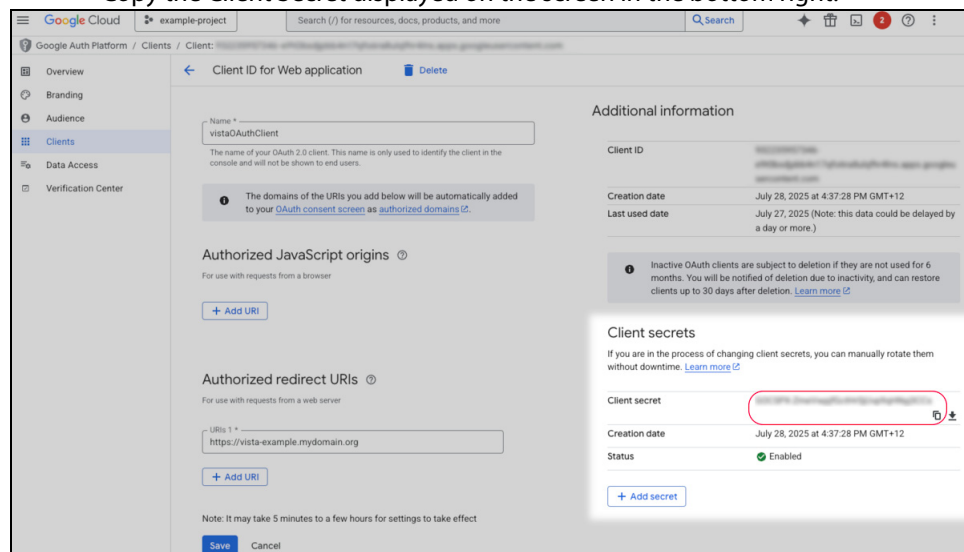 Copy the Client Secret displayed on the screen in the bottom right.
Google Cloud
example-project
Search (/) for resources, docs, products, and more
Search
2
Google Auth Platform / Clients / Client:
Overview
Branding
Audience
Clients
Data Access
Verification Center
Client ID for Web application
Delete
Name *
vistaOAuthClient
The name of your OAuth 2.0 client. This name is only used to identify the client in the
console and will not be shown to end users.
The domains of the URIs you add below will be automatically added
to your OAuth consent screen as authorized domains.
Authorized JavaScript origins
For use with requests from a browser
+ Add URI
Authorized redirect URIs
For use with requests from a web server
URIs 1 *
https://vista-example.mydomain.org
+ Add URI
Note: It may take 5 minutes to a few hours for settings to take effect
Save Cancel
Additional information
Client ID
Creation date July 28, 2025 at 4:37:28 PM GMT+12
Last used date July 27, 2025 (Note: this data could be delayed by
a day or more.)
Inactive OAuth clients are subject to deletion if they are not used for 6
months. You will be notified of deletion due to inactivity, and can restore
clients up to 30 days after deletion. Learn more
Client secrets
If you are in the process of changing client secrets, you can manually rotate them
without downtime. Learn more
Client secret
Creation date July 28, 2025 at 4:37:28 PM GMT+12
Status Enabled
+ Add secret